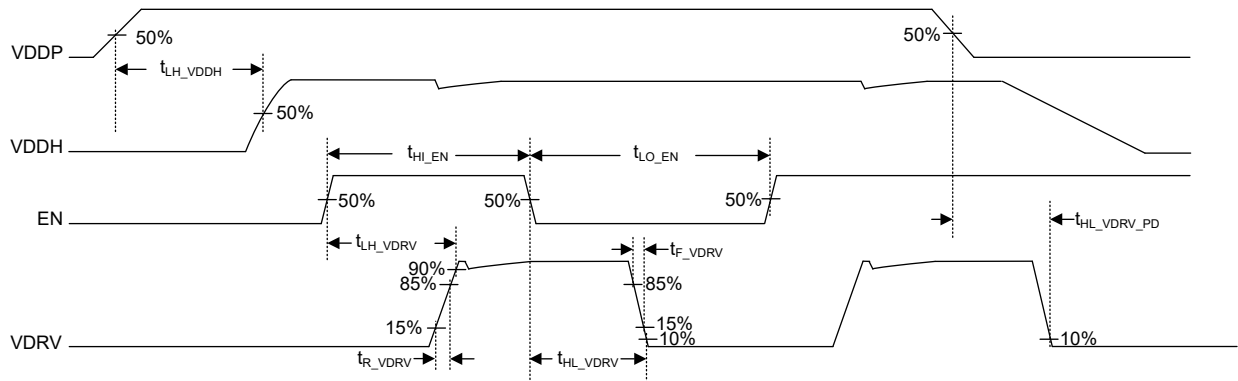 VDDP
50%
50%
tLH_VDDH
VDDH
50%
tHI_EN
tLO_EN
EN
50%
50%
50%
tHL_VDRV_PD
tLH_VDRV
tF_VDRV
90%
85%
85%
VDRV
15%
15%
10%
10%
tR_VDRV
tHL_VDRV